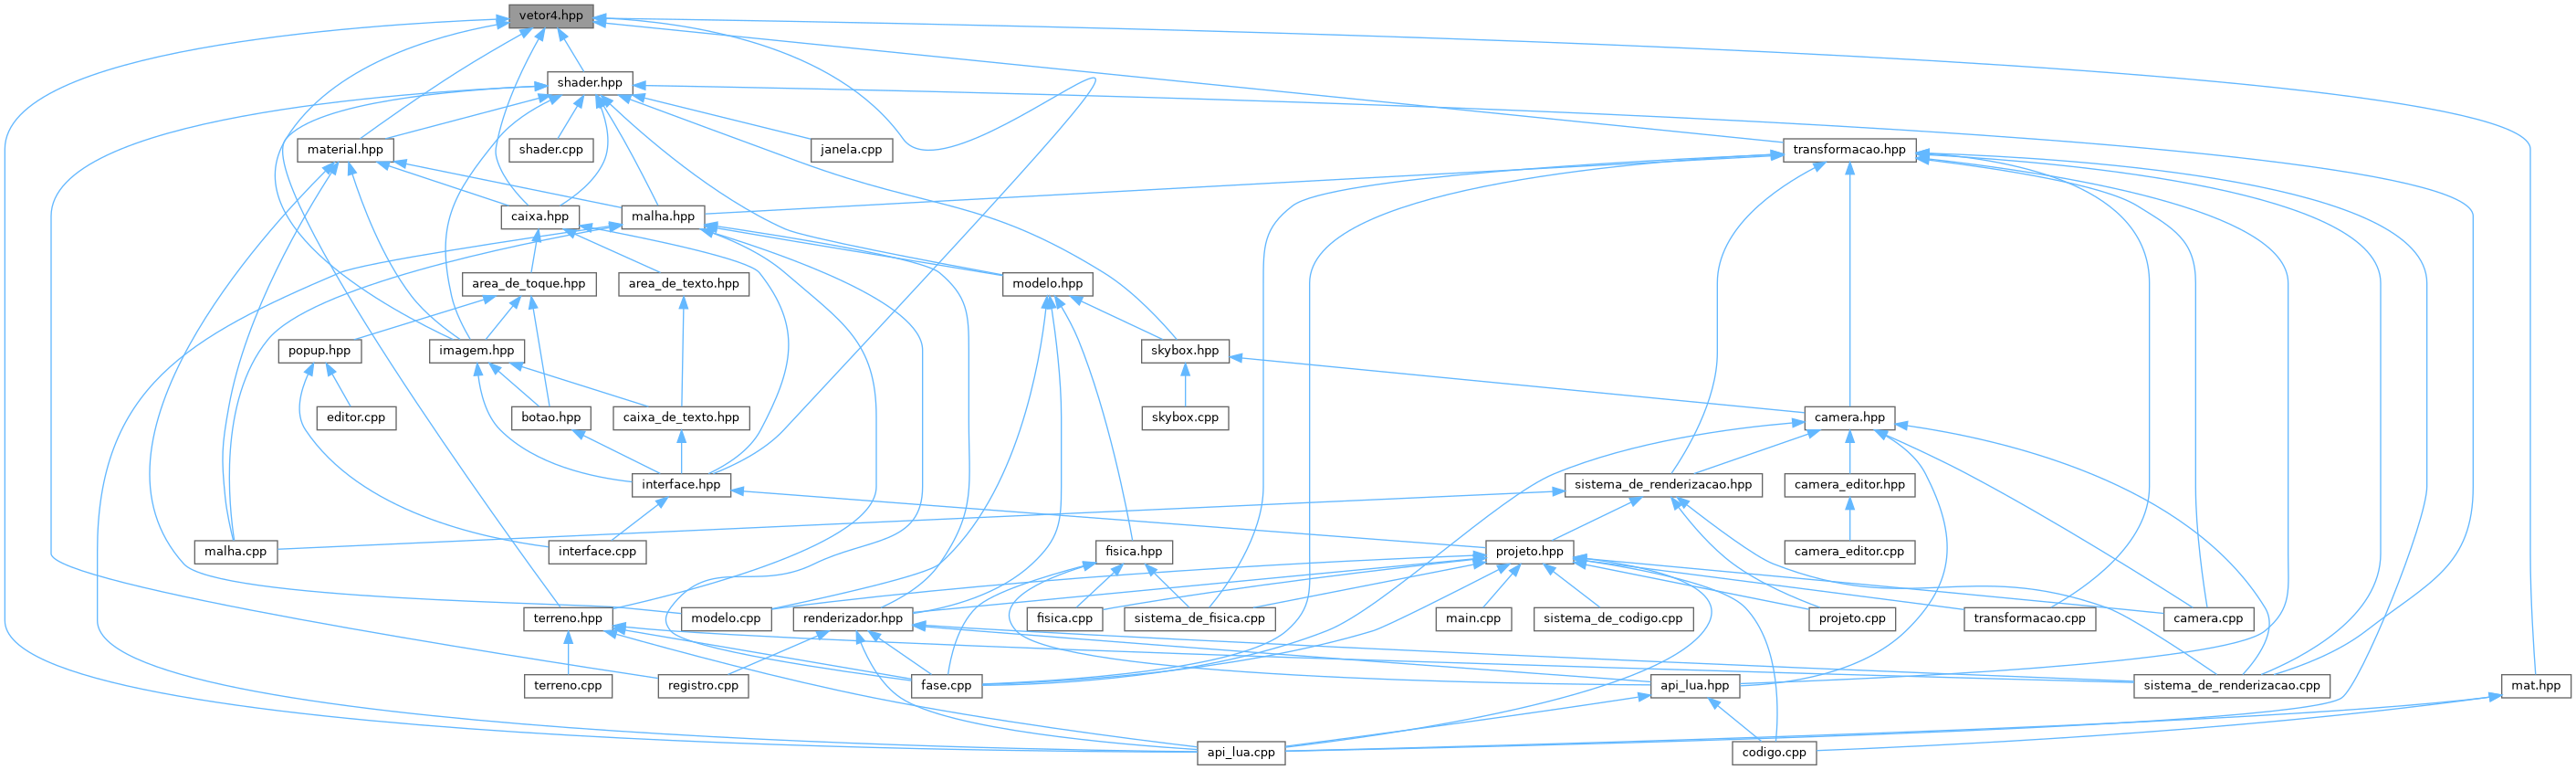 vetor4.hpp
shader.hpp
material.hpp
shader.cpp
janela.cpp
transformacao.hpp
caixa.hpp
malha.hpp
area_de_toque.hpp
area_de_texto.hpp
modelo.hpp
popup.hpp
imagem.hpp
skybox.hpp
editor.cpp
botao.hpp
caixa_de_texto.hpp
skybox.cpp
camera.hpp
interface.hpp
sistema_de_renderizacao.hpp
camera_editor.hpp
malha.cpp
interface.cpp
fisica.hpp
projeto.hpp
camera_editor.cpp
terreno.hpp
modelo.cpp
renderizador.hpp
fisica.cpp
sistema_de_fisica.cpp
main.cpp
sistema_de_codigo.cpp
projeto.cpp
transformacao.cpp
camera.cpp
terreno.cpp
registro.cpp
fase.cpp
api_lua.hpp
sistema_de_renderizacao.cpp
mat.hpp
api_lua.cpp
codigo.cpp